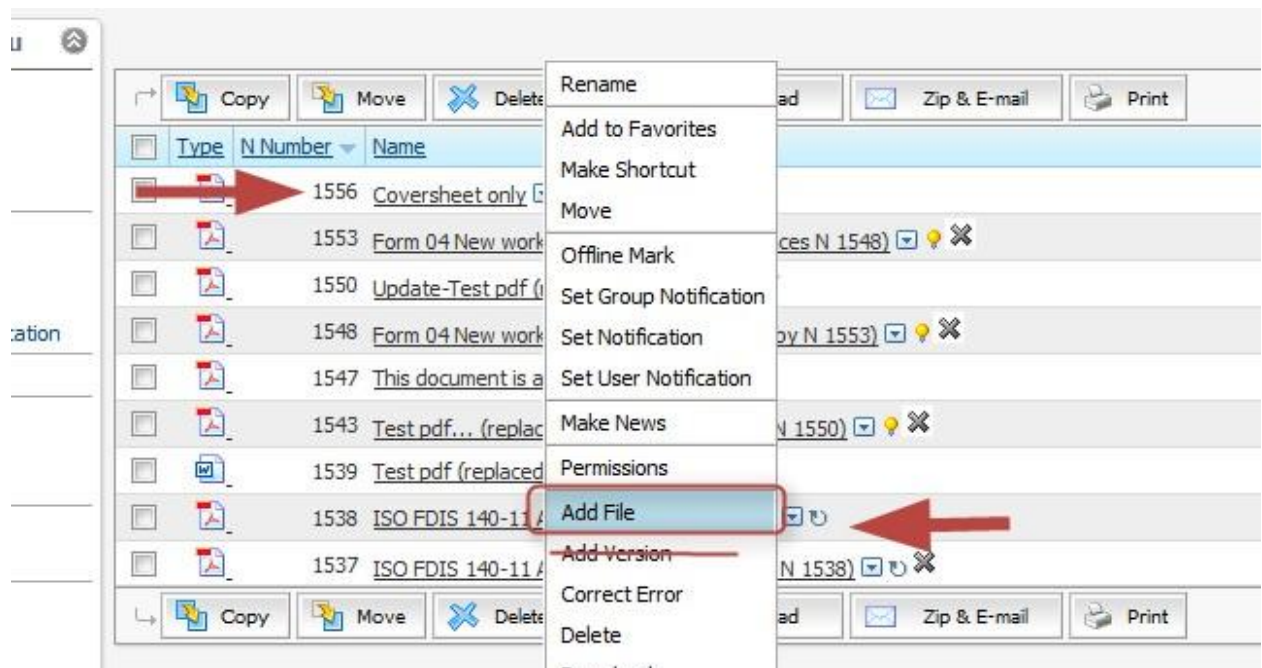 u
Rename
Copy Move Delete ad Zip & E-mail Print
Add to Favorites
Type N Number Name
Make Shortcut
1556 Coversheet only
Move
1553 Form 04 New work ces N 1548)
Offline Mark
1550 Update-Test pdf (
Set Group Notification
tation
1548 Form 04 New work by N 1553)
Set Notification
1547 This document is a
Set User Notification
1543 Test pdf... (replac N 1550)
Make News
1539 Test pdf (replaced
Permissions
1538 ISO FDIS 140-11
Add File
Add Version
1537 ISO FDIS 140-11 N 1538)
Correct Error
Copy Move Delete ad Zip & E-mail Print
Delete